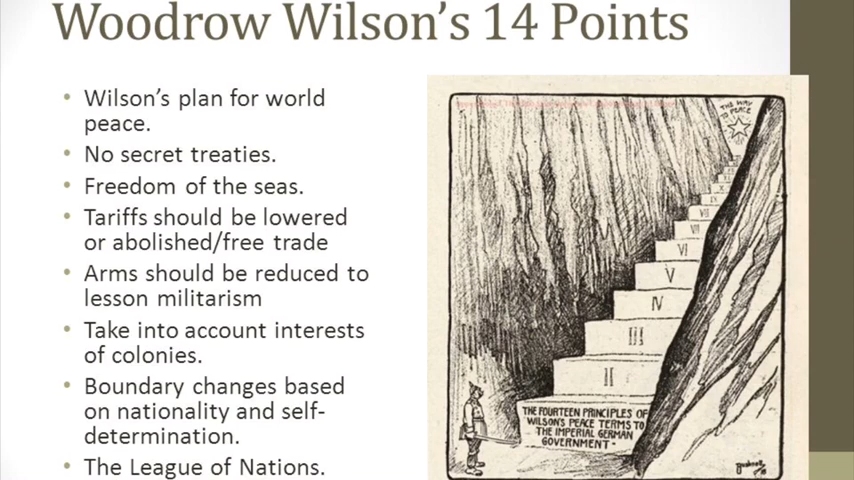 Woodrow Wilson's 14 Points
• Wilson's plan for world
peace.
• No secret treaties.
• Freedom of the seas.
• Tariffs should be lowered
or abolished/free trade
• Arms should be reduced to
lesson militarism
• Take into account interests
of colonies.
• Boundary changes based
on nationality and self-
determination.
• The League of Nations.
THE WAY
TO PEACE
X
IX
VIII
VII
VI
V
IV
III
II
THE FOURTEEN PRINCIPLES OF
WILSON'S PEACE TERMS TO
THE IMPERIAL GERMAN
GOVERNMENT-